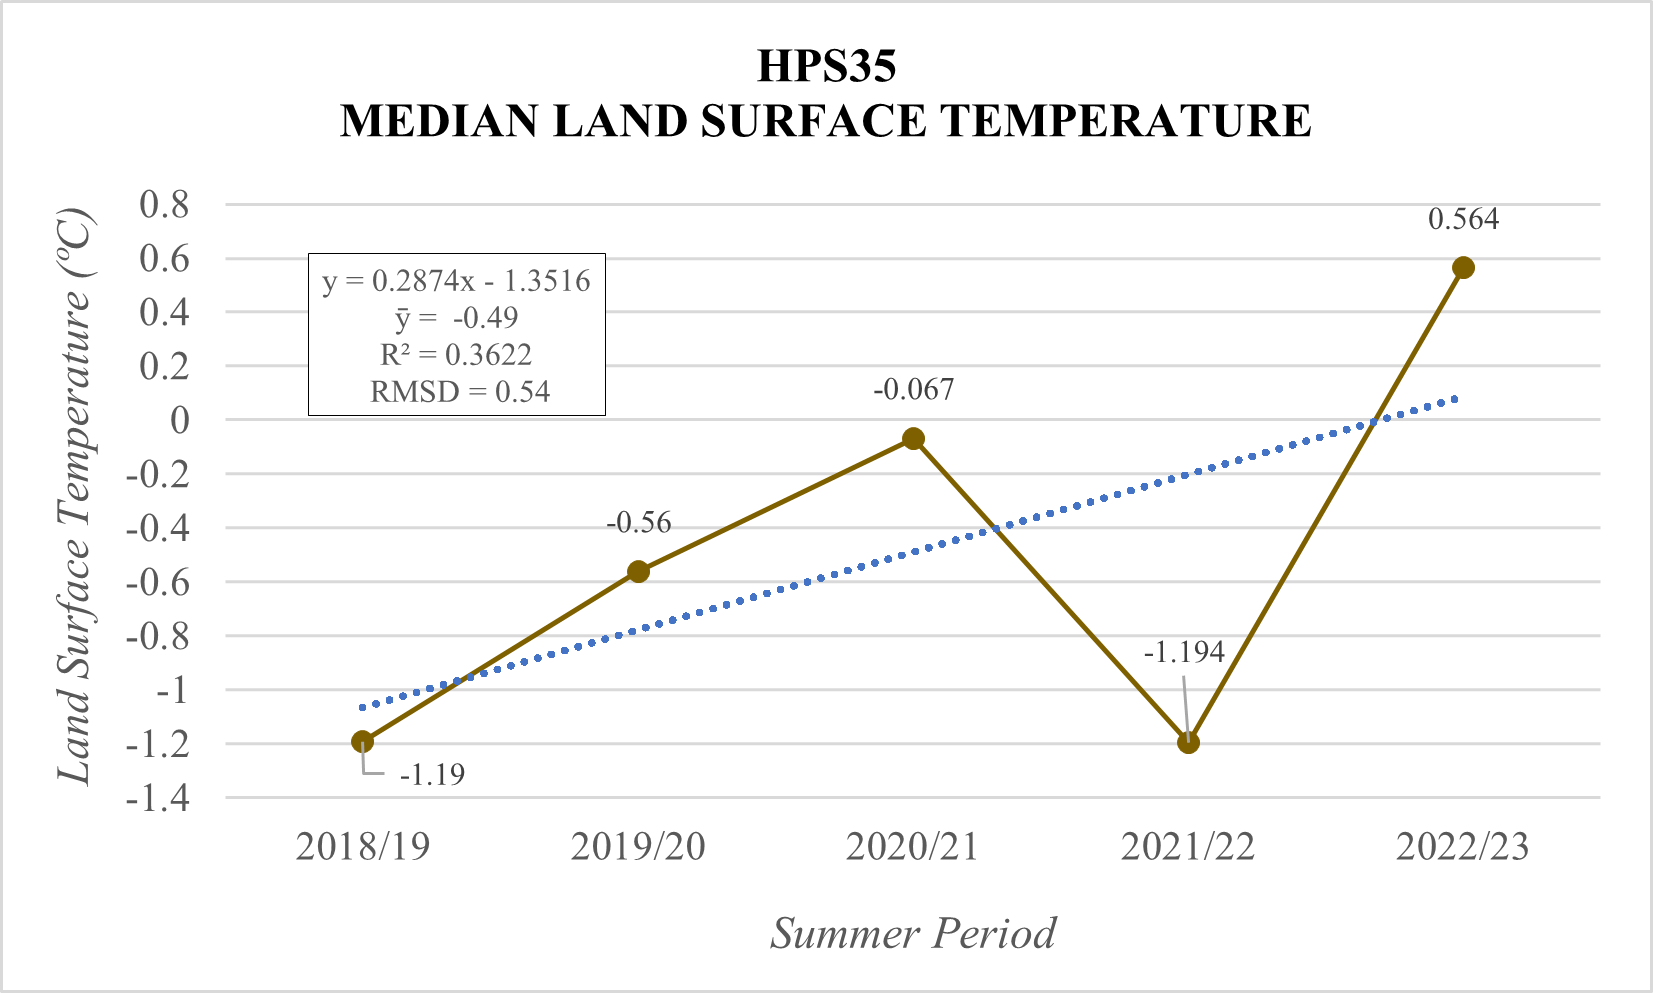 HPS35
MEDIAN LAND SURFACE TEMPERATURE
Land Surface Temperature (ºC)
0.8
0.6
0.4
0.2
0
-0.2
-0.4
-0.6
-0.8
-1
-1.2
-1.4
y = 0.2874x - 1.3516
ȳ = -0.49
R² = 0.3622
RMSD = 0.54
-1.19
-0.56
-0.067
-1.194
0.564
2018/19 2019/20 2020/21 2021/22 2022/23
Summer Period